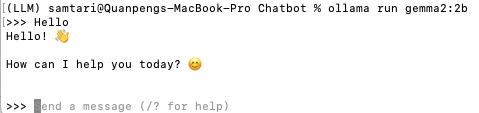 [(LLM) samtari@Quanpengs-MacBook-Pro Chatbot % ollama run gemma2:2b
[>>> Hello
Hello! 👋
How can I help you today? 😊
>>> end a message (/? for help)